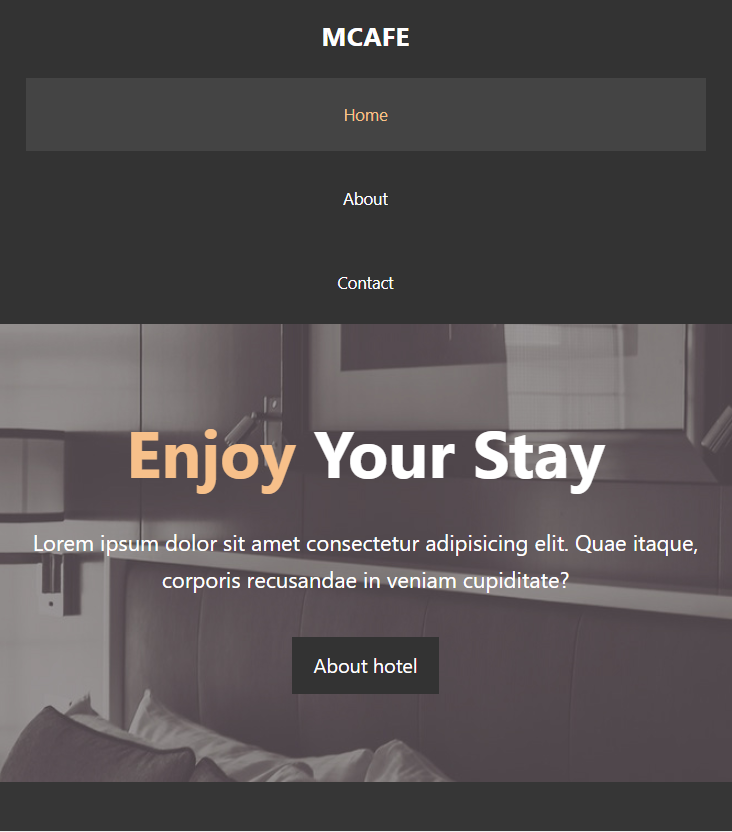 MCAFE
Home
About
Contact
Enjoy Your Stay
Lorem ipsum dolor sit amet consectetur adipisicing elit. Quae itaque,
corporis recusandae in veniam cupiditate?
About hotel